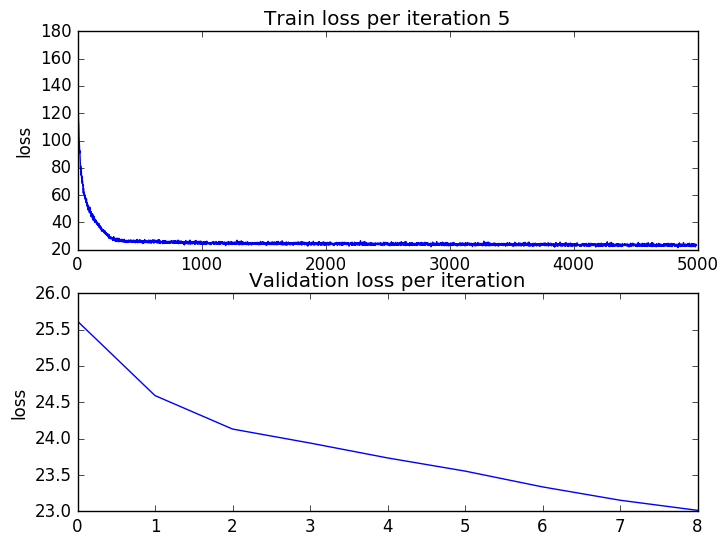 Train loss per iteration 5
180
160
140
120
100
80
60
40
20
loss
0 1000 2000 3000 4000 5000
Validation loss per iteration
26.0
25.5
25.0
24.5
24.0
23.5
23.0
loss
0 1 2 3 4 5 6 7 8